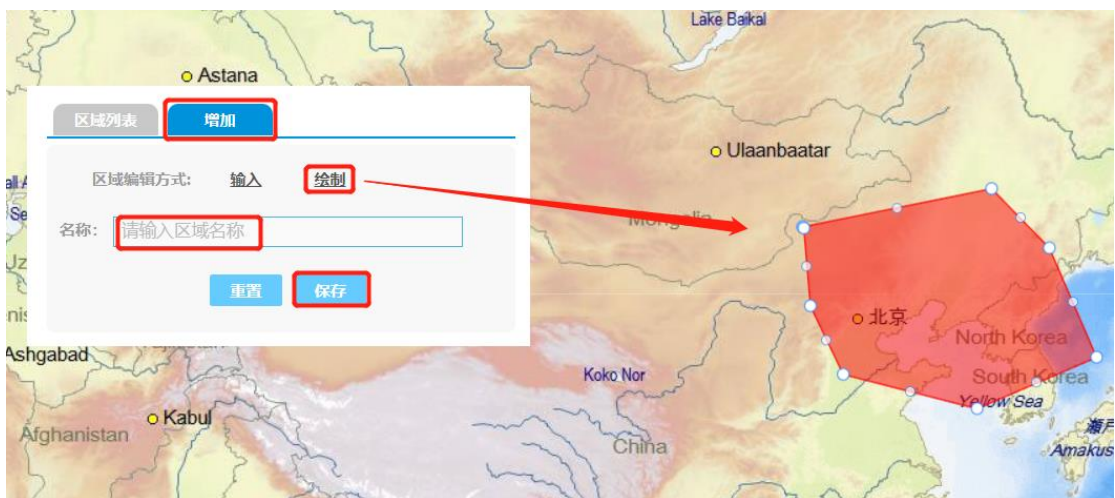 Lake Baikal
Astana
区域列表
增加
Ulaanbaatar
区域编辑方式:
输入
绘制
名称:
请输入区域名称
Mongolia
重置
保存
北京
North Korea
Ashgabad
Koko Nor
South Korea
Yellow Sea
Kabul
Afghanistan
China
Amakus